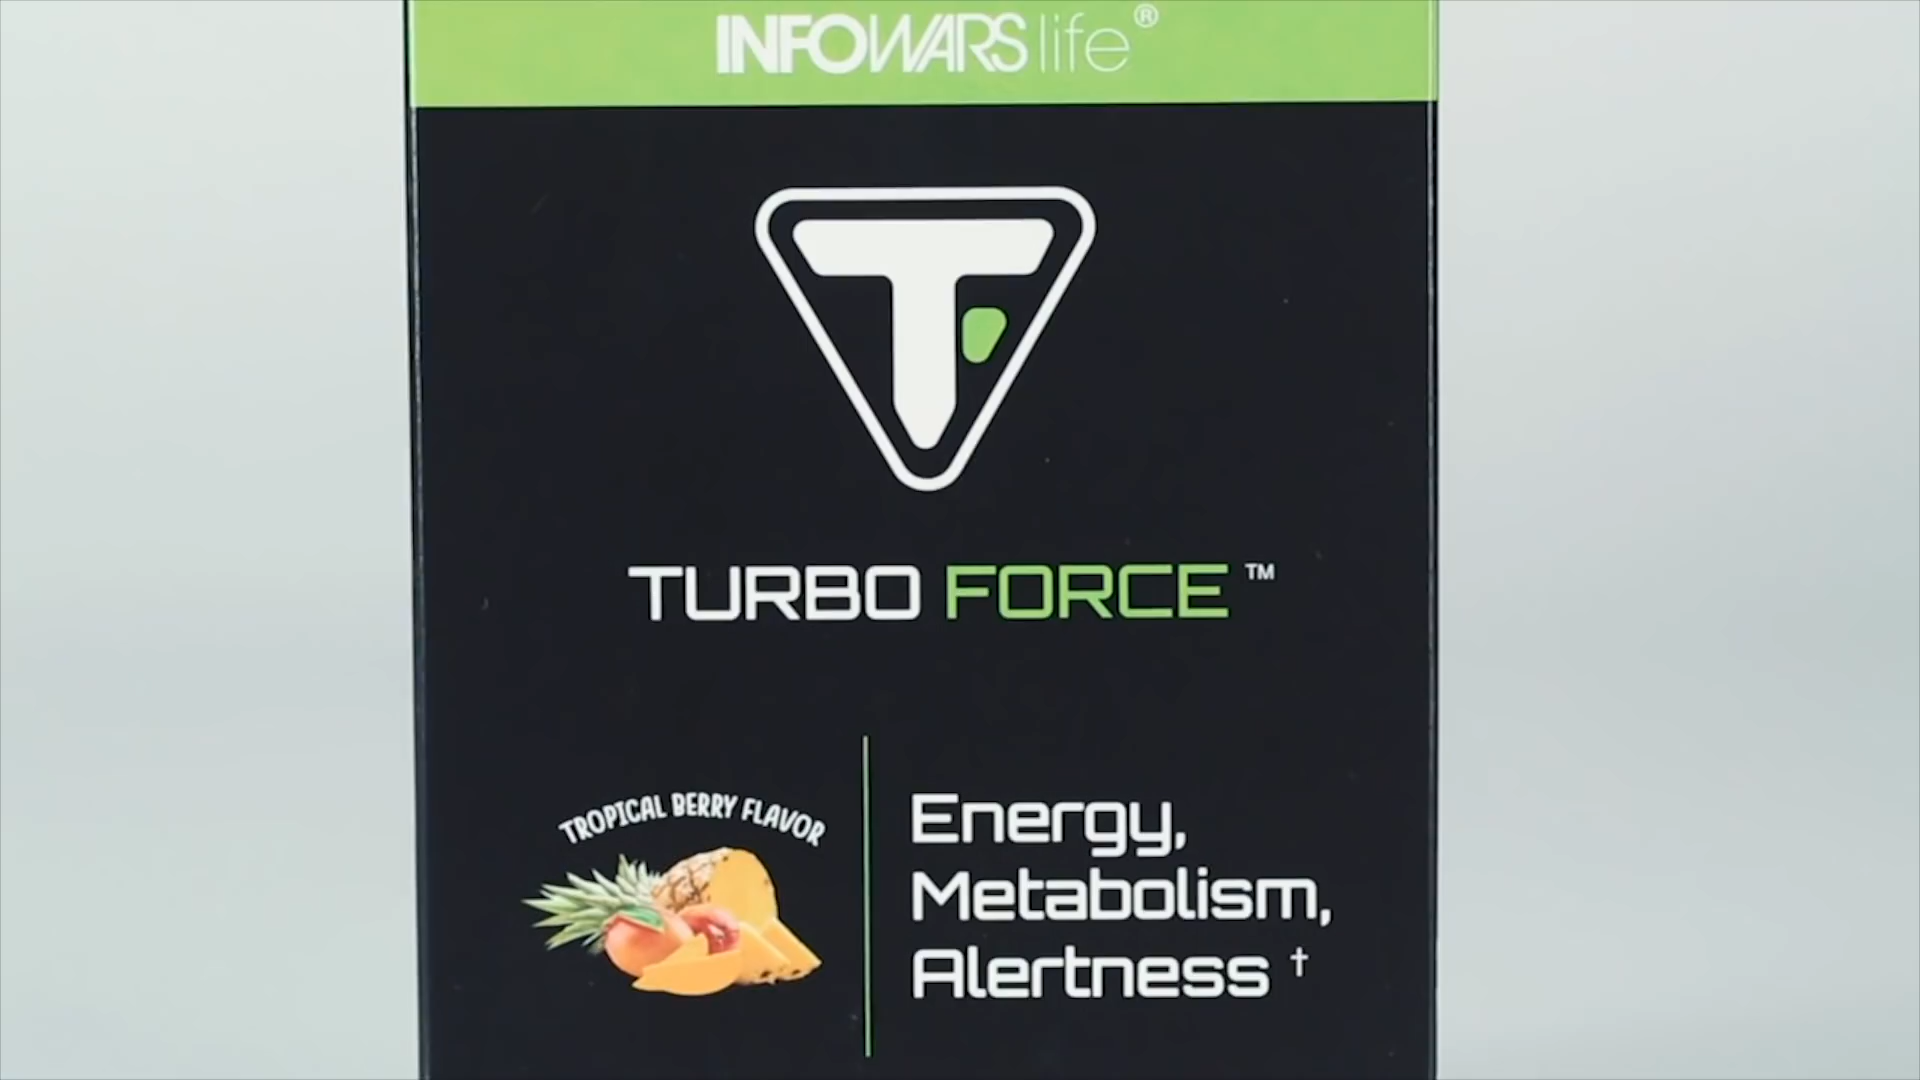 INFOWARS life®
T
TURBO FORCE™
TROPICAL BERRY FLAVOR
Energy,
Metabolism,
Alertness †